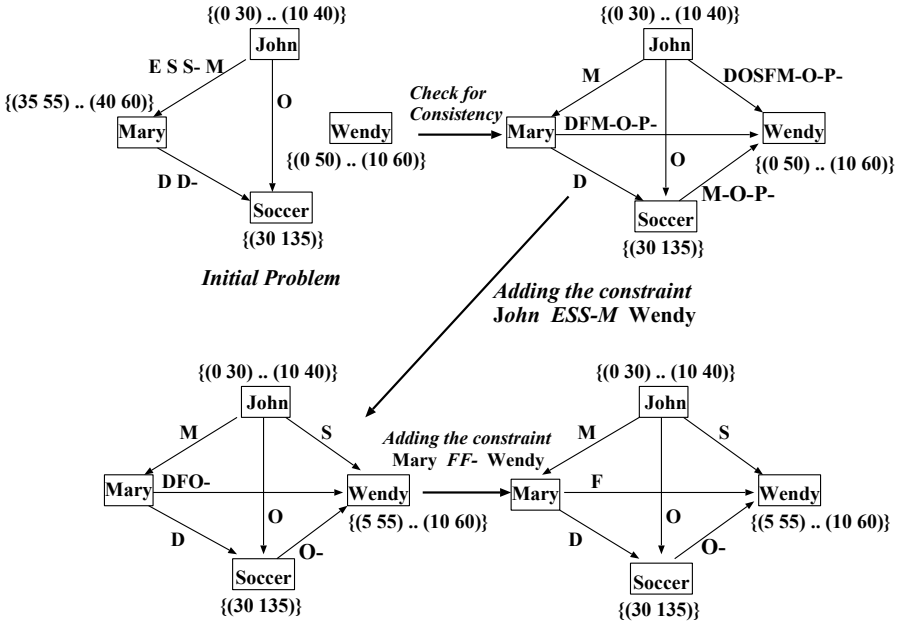 {(0 30) .. (10 40)}
John
E S S- M
O
{(35 55) .. (40 60)}
Mary
Wendy
{(0 50) .. (10 60)}
D D-
Soccer
{(30 135)}
Initial Problem
Check for
Consistency
{(0 30) .. (10 40)}
John
M
DOSFM-O-P-
Mary
DFM-O-P-
Wendy
{(0 50) .. (10 60)}
O
D
M-O-P-
Soccer
{(30 135)}
Adding the constraint
John ESS-M Wendy
{(0 30) .. (10 40)}
John
M
S
Mary
DFO-
Wendy
{(5 55) .. (10 60)}
O
D
O-
Soccer
{(30 135)}
Adding the constraint
Mary FF- Wendy
{(0 30) .. (10 40)}
John
M
S
Mary
F
Wendy
{(5 55) .. (10 60)}
O
D
O-
Soccer
{(30 135)}